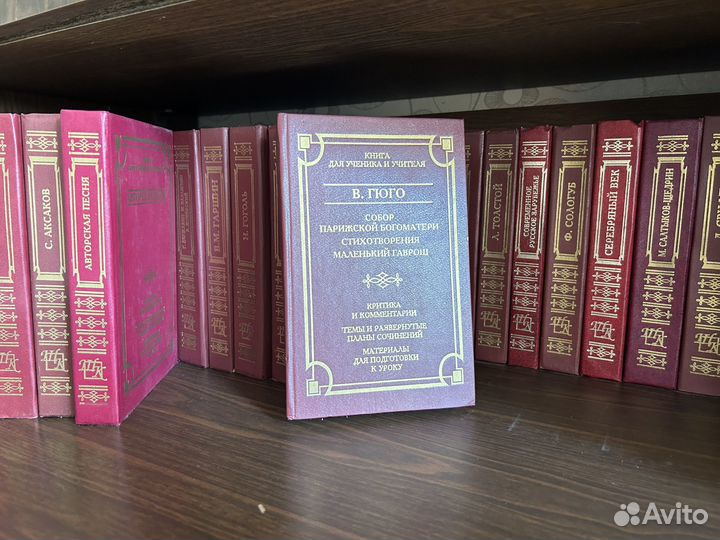 С. АКСАКОВ
АВТОРСКАЯ ПЕСНЯ
В.М. ГАРШИН
Н. ГОГОЛЬ
КНИГА
ДЛЯ УЧЕНИКА И УЧИТЕЛЯ
В. ГЮГО
СОБОР
ПАРИЖСКОЙ БОГОМАТЕРИ
СТИХОТВОРЕНИЯ
МАЛЕНЬКИЙ ГАВРОШ
КРИТИКА
И КОММЕНТАРИИ
ТЕМЫ И РАЗВЕРНУТЫЕ
ПЛАНЫ СОЧИНЕНИЙ
МАТЕРИАЛЫ
ДЛЯ ПОДГОТОВКИ
К УРОКУ
Л. ТОЛСТОЙ
СОВРЕМЕННОЕ
РУССКОЕ ЗАРУБЕЖЬЕ
Ф. СОЛОГУБ
СЕРЕБРЯНЫЙ ВЕК
М. САЛТЫКОВ-ЩЕДРИН
Avito